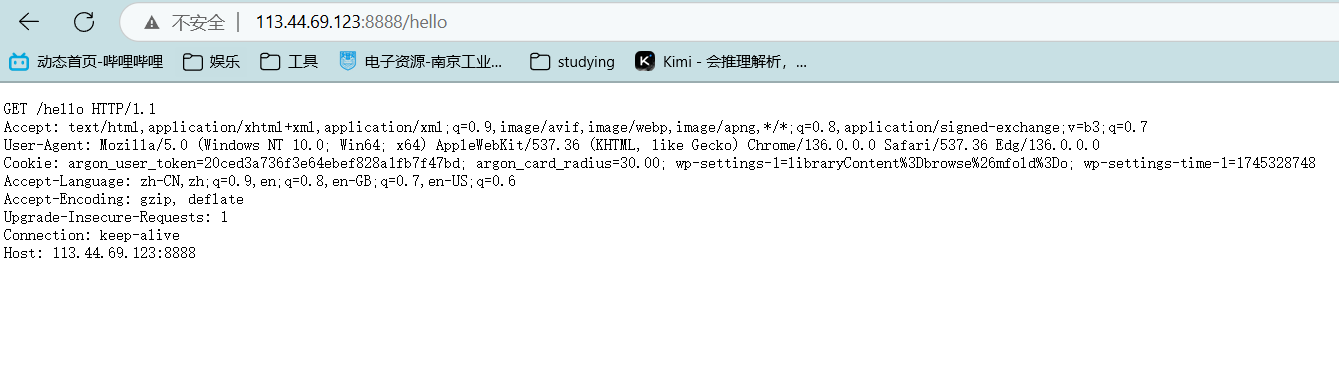 不安全 | 113.44.69.123:8888/hello
动态首页-哔哩哔哩 娱乐 工具 电子资源-南京工业... studying Kimi - 会推理解析，...
GET /hello HTTP/1.1
Accept: text/html,application/xhtml+xml,application/xml;q=0.9,image/avif,image/webp,image/apng,*/*;q=0.8,application/signed-exchange;v=b3;q=0.7
User-Agent: Mozilla/5.0 (Windows NT 10.0; Win64; x64) AppleWebKit/537.36 (KHTML, like Gecko) Chrome/136.0.0.0 Safari/537.36 Edg/136.0.0.0
Cookie: argon_user_token=20ced3a736f3e64ebef828a1fb7f47bd; argon_card_radius=30.00; wp-settings-1=libraryContent%3Dbrowse%26mfold%3Do; wp-settings-time-1=1745328748
Accept-Language: zh-CN,zh;q=0.9,en;q=0.8,en-GB;q=0.7,en-US;q=0.6
Accept-Encoding: gzip, deflate
Upgrade-Insecure-Requests: 1
Connection: keep-alive
Host: 113.44.69.123:8888